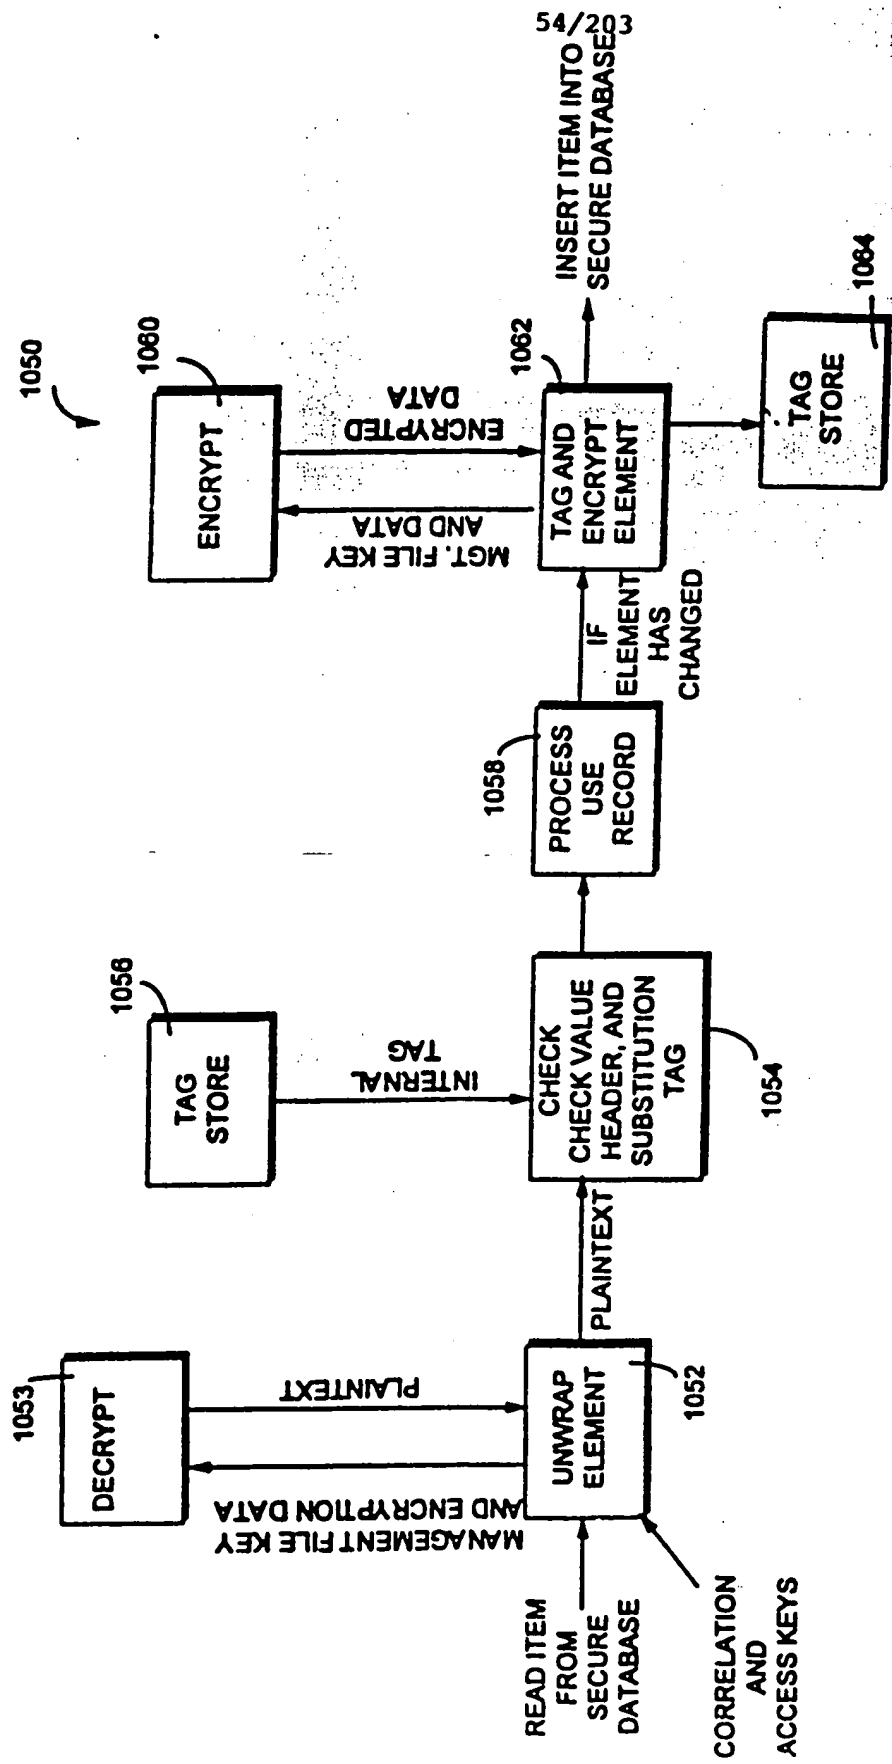 54/203
1050
1053
DECRYPT
MANAGEMENT FILE KEY
AND ENCRYPTION DATA
PLAINTEXT
READ ITEM
FROM
SECURE
DATABASE
CORRELATION
AND
ACCESS KEYS
UNWRAP
ELEMENT
1052
PLAINTEXT
1056
TAG
STORE
INTERNAL
TAG
CHECK
CHECK VALUE
HEADER, AND
SUBSTITUTION
TAG
1054
1058
PROCESS
USE
RECORD
IF
ELEMENT
HAS
CHANGED
1060
ENCRYPT
MGT. FILE KEY
AND DATA
ENCRYPTED
DATA
1062
TAG AND
ENCRYPT
ELEMENT
INSERT ITEM INTO
SECURE DATABASE
TAG
STORE
1064